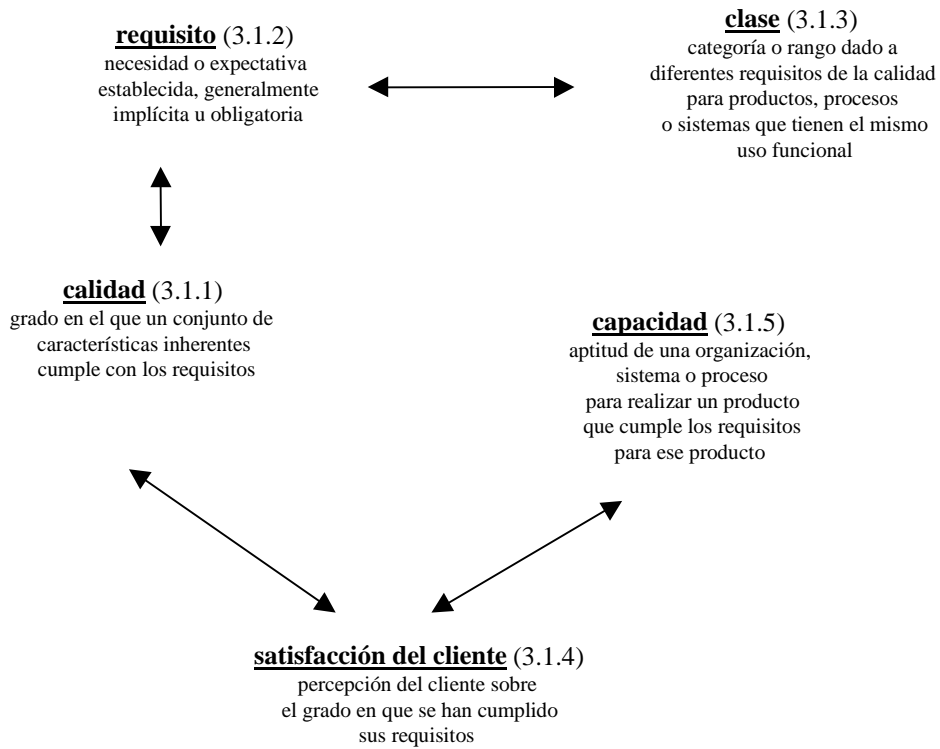 requisito (3.1.2)
necesidad o expectativa
establecida, generalmente
implícita u obligatoria
clase (3.1.3)
categoría o rango dado a
diferentes requisitos de la calidad
para productos, procesos
o sistemas que tienen el mismo
uso funcional
calidad (3.1.1)
grado en el que un conjunto de
características inherentes
cumple con los requisitos
capacidad (3.1.5)
aptitud de una organización,
sistema o proceso
para realizar un producto
que cumple los requisitos
para ese producto
satisfacción del cliente (3.1.4)
percepción del cliente sobre
el grado en que se han cumplido
sus requisitos